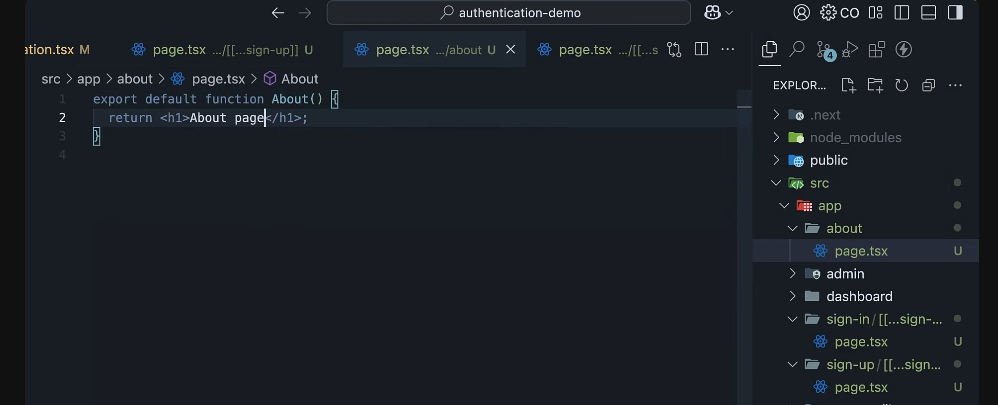 authentication-demo
CO
ation.tsx M
page.tsx .../[[...sign-up]] U
page.tsx .../about U
page.tsx .../[[...s
4
src > app > about > page.tsx > About
EXPLOR...
1 export default function About() {
2 return <h1>About page</h1>;
3 }
4
.next
node_modules
public
src
app
about
page.tsx U
admin
dashboard
sign-in/[[...sign-...
page.tsx U
sign-up/[[...sign...
page.tsx U